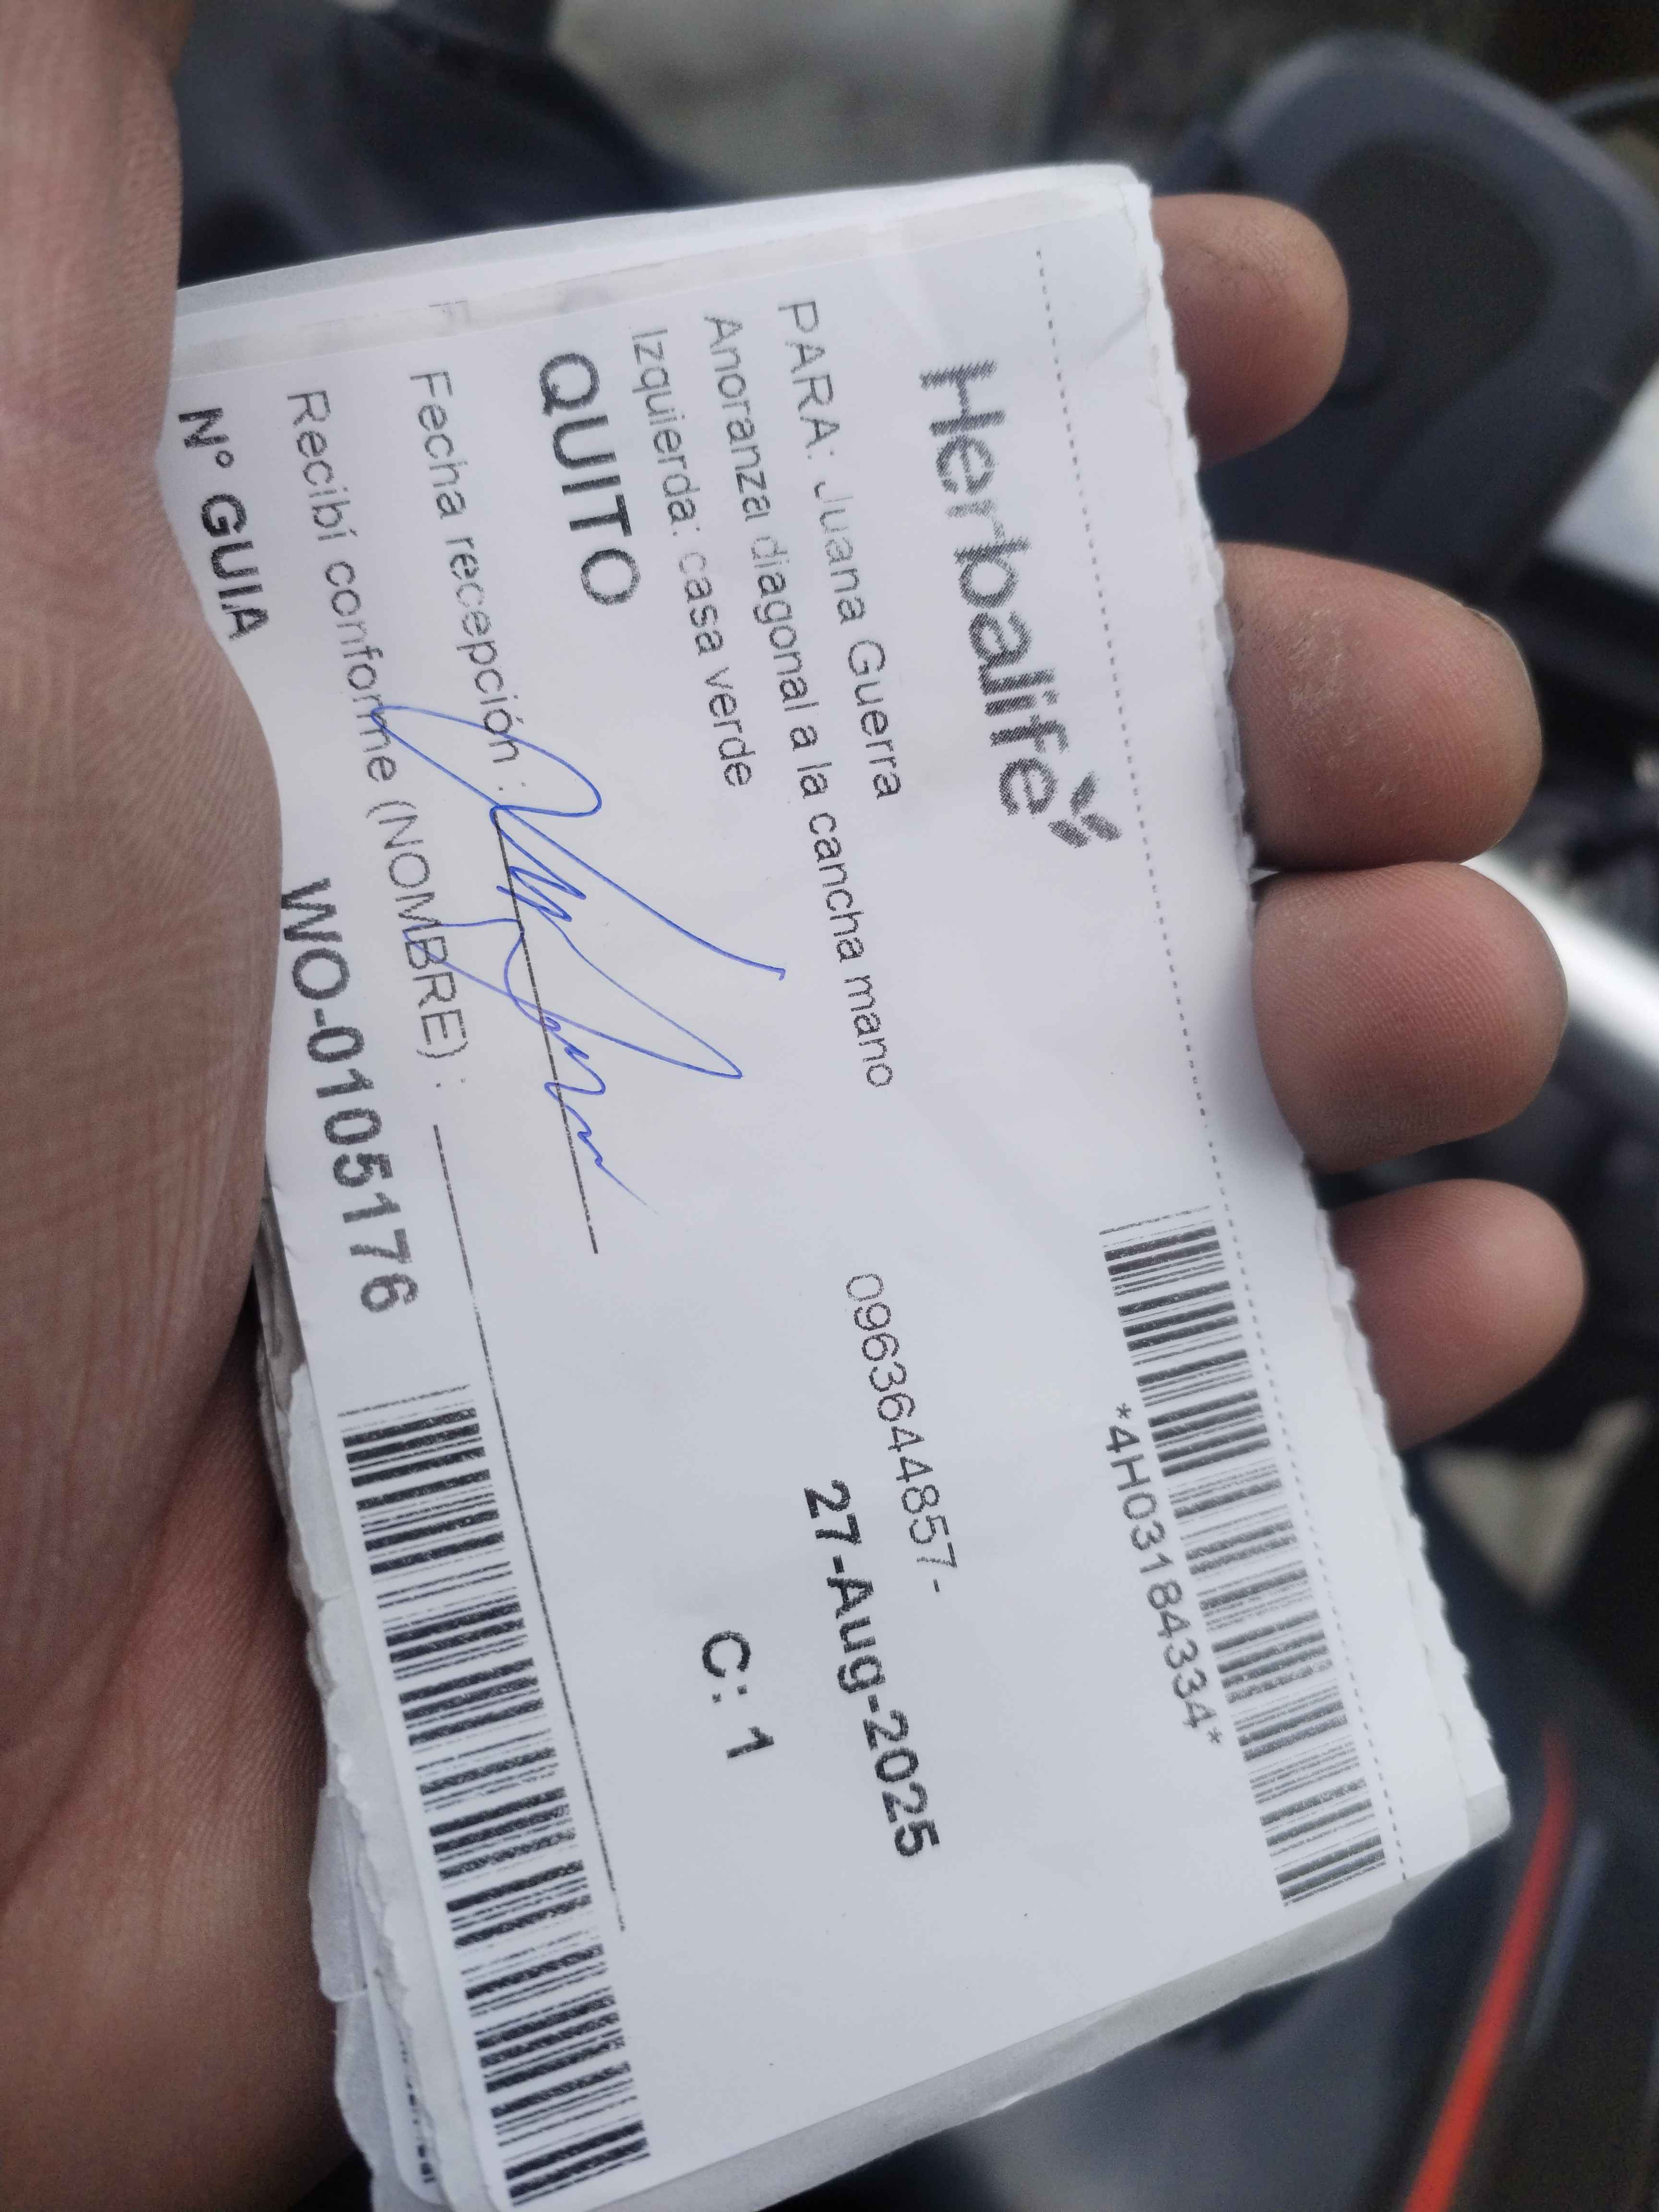 Herbalife
*4H03184334*
PARA: Juana Guerra
0963644857-
Anoranza diagonal a la cancha mano
27-Aug-2025
Izquierda: casa verde
C: 1
QUITO
Fecha recepción :
Recibí conforme (NOMBRE) :
N° GUIA WO-0105176